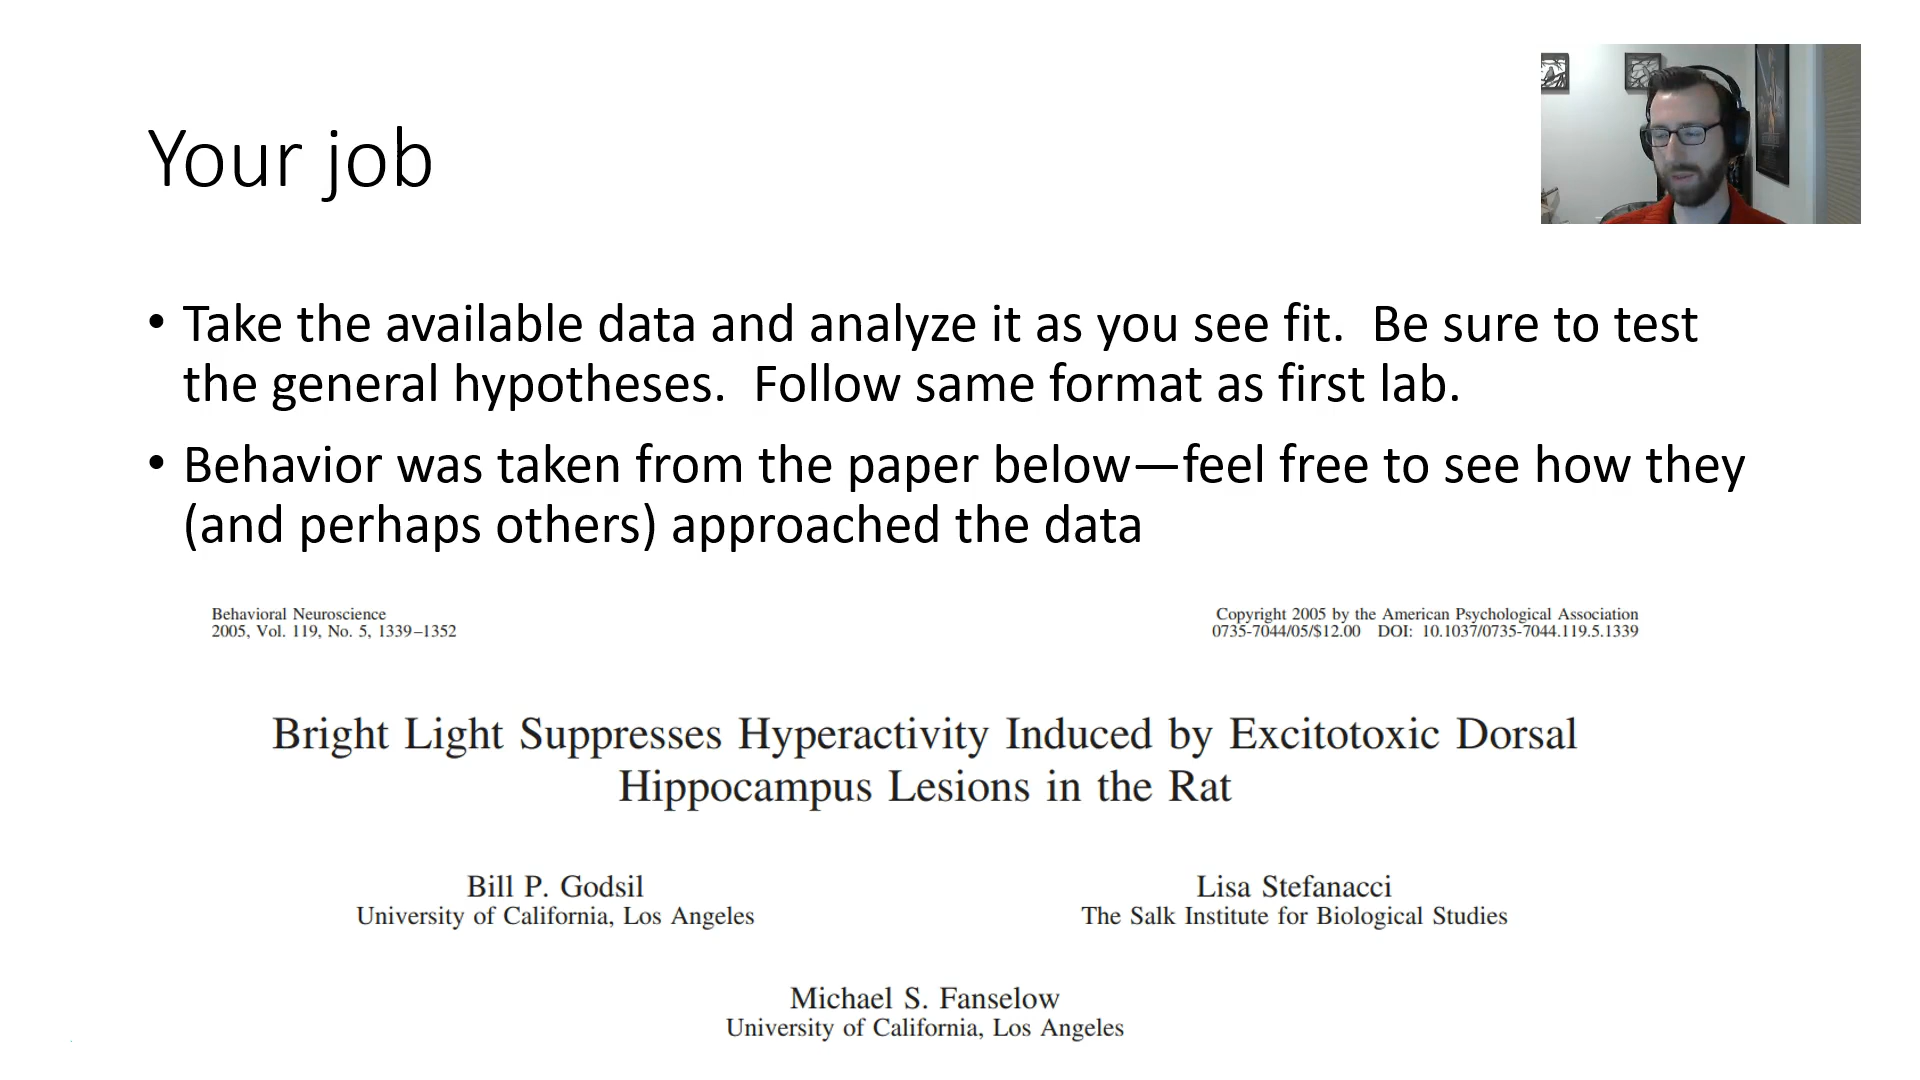 Your job
• Take the available data and analyze it as you see fit.  Be sure to test
the general hypotheses.  Follow same format as first lab.
• Behavior was taken from the paper below—feel free to see how they
(and perhaps others) approached the data
Behavioral Neuroscience
2005, Vol. 119, No. 5, 1339–1352
Copyright 2005 by the American Psychological Association
0735-7044/05/$12.00   DOI: 10.1037/0735-7044.119.5.1339
Bright Light Suppresses Hyperactivity Induced by Excitotoxic Dorsal
Hippocampus Lesions in the Rat
Bill P. Godsil
University of California, Los Angeles
Lisa Stefanacci
The Salk Institute for Biological Studies
Michael S. Fanselow
University of California, Los Angeles